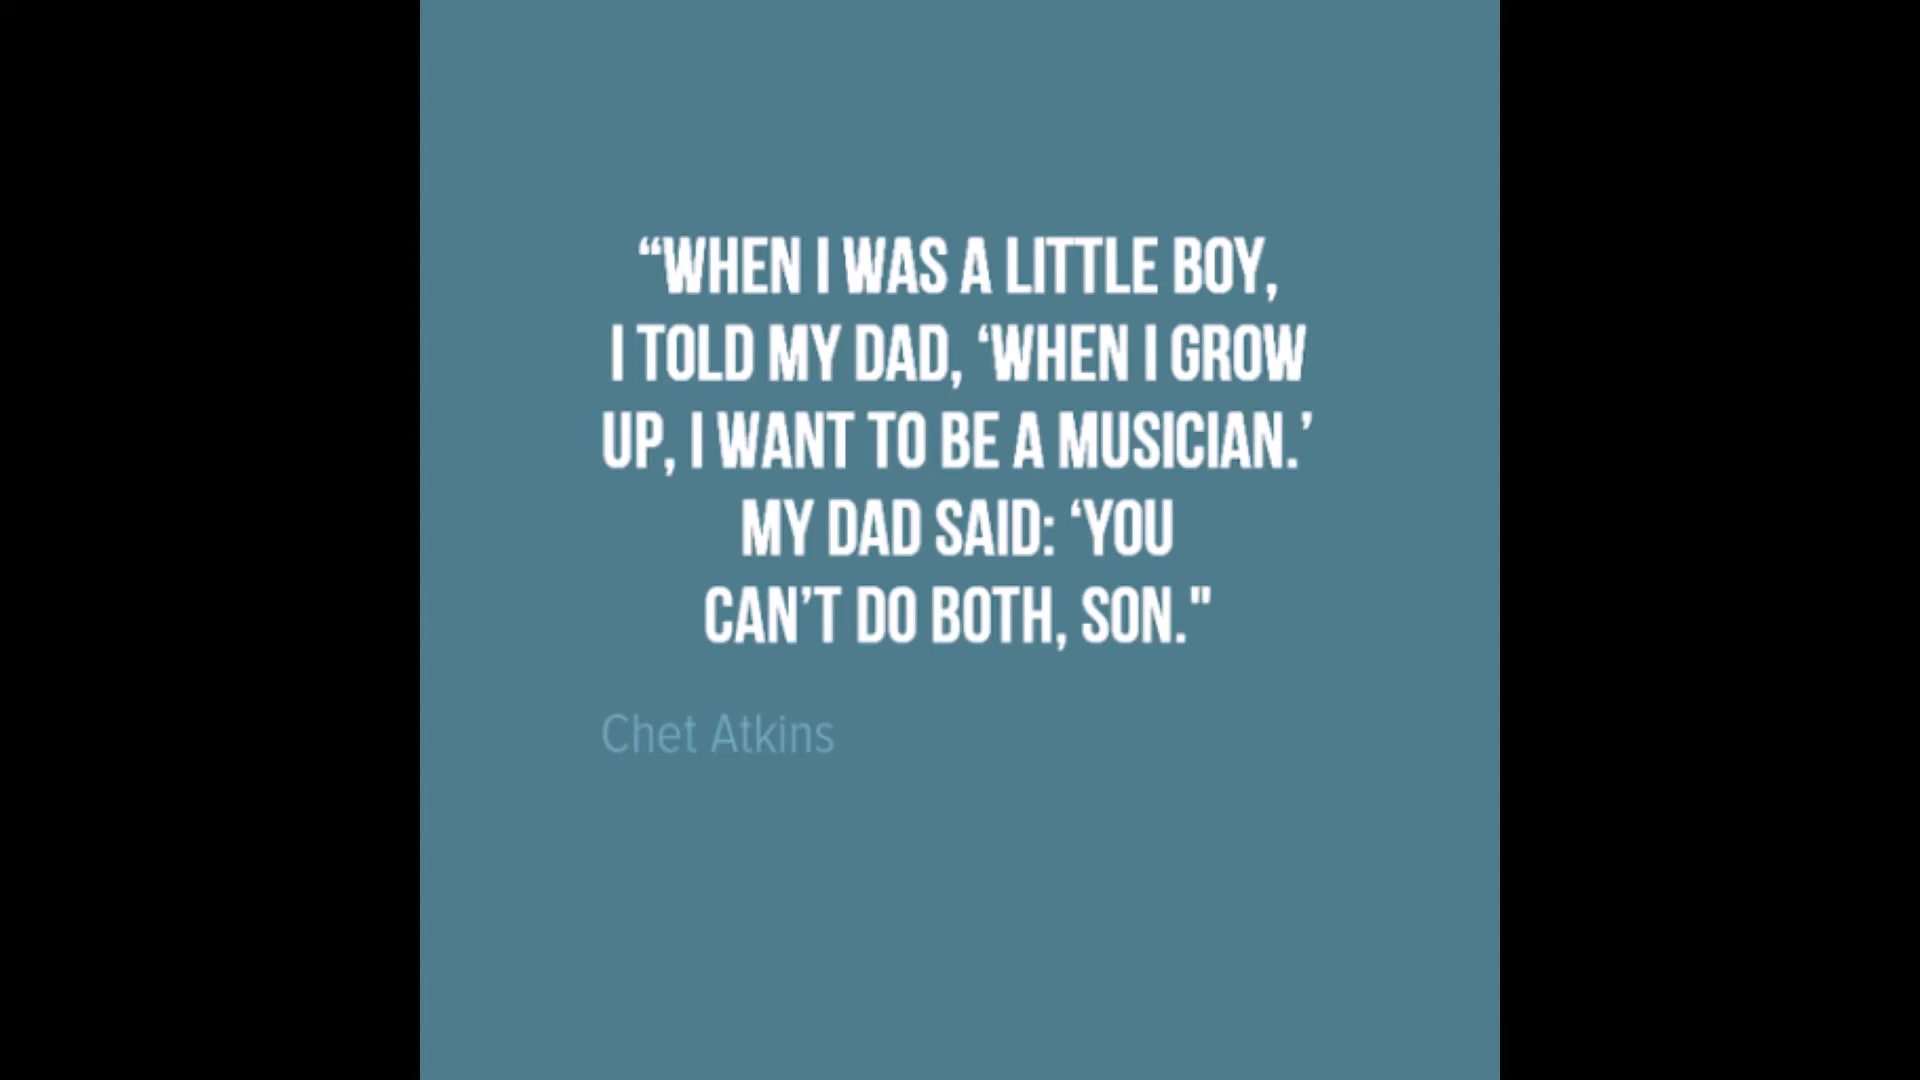 “WHEN I WAS A LITTLE BOY,
I TOLD MY DAD, ‘WHEN I GROW
UP, I WANT TO BE A MUSICIAN.’
MY DAD SAID: ‘YOU
CAN’T DO BOTH, SON."
Chet Atkins